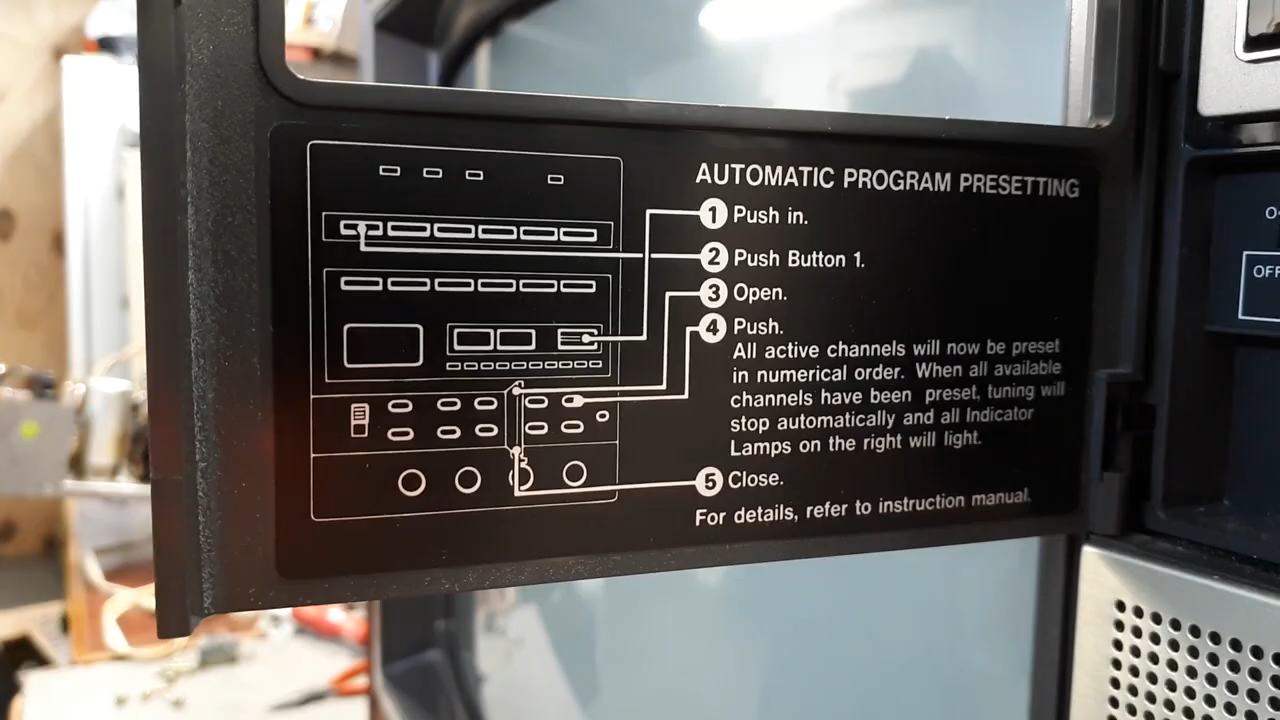 AUTOMATIC PROGRAM PRESETTING
1 Push in.
2 Push Button 1.
3 Open.
4 Push.
All active channels will now be preset
in numerical order. When all available
channels have been preset, tuning will
stop automatically and all Indicator
Lamps on the right will light.
5 Close.
For details, refer to instruction manual.